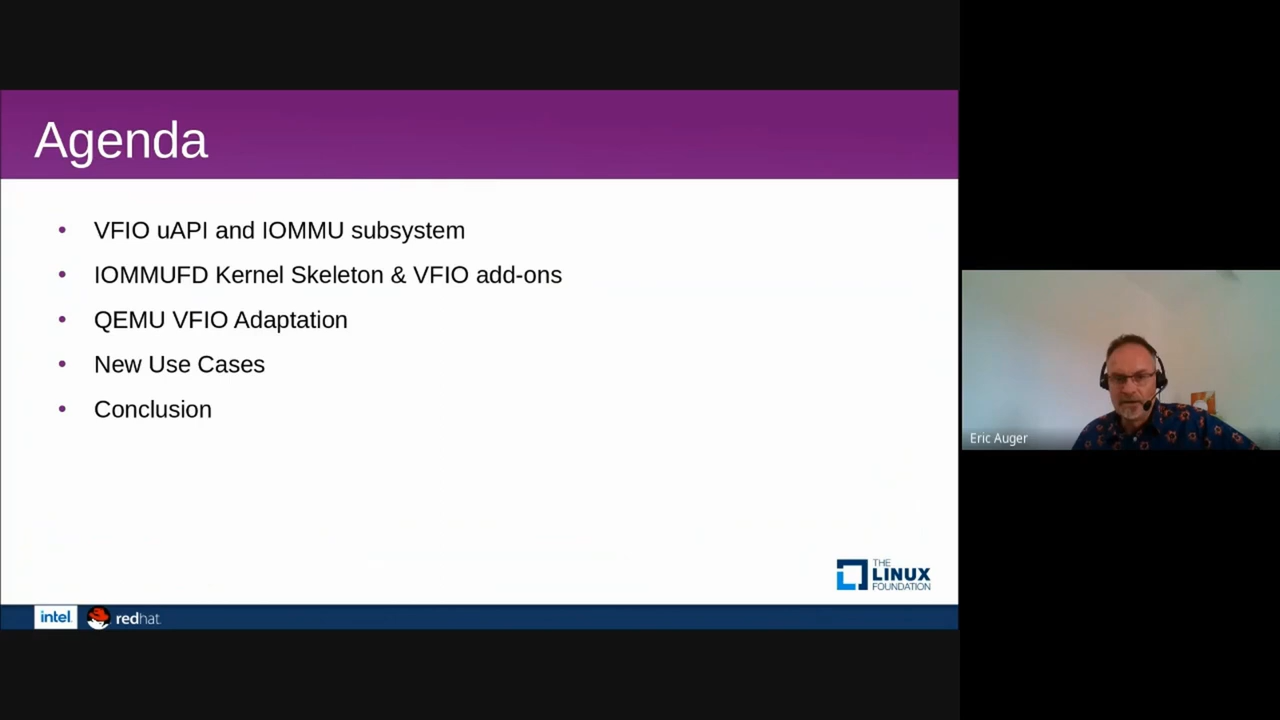 Agenda
• VFIO uAPI and IOMMU subsystem
• IOMMUFD Kernel Skeleton & VFIO add-ons
• QEMU VFIO Adaptation
• New Use Cases
• Conclusion
THE
LINUX
FOUNDATION
intel
redhat.
Eric Auger